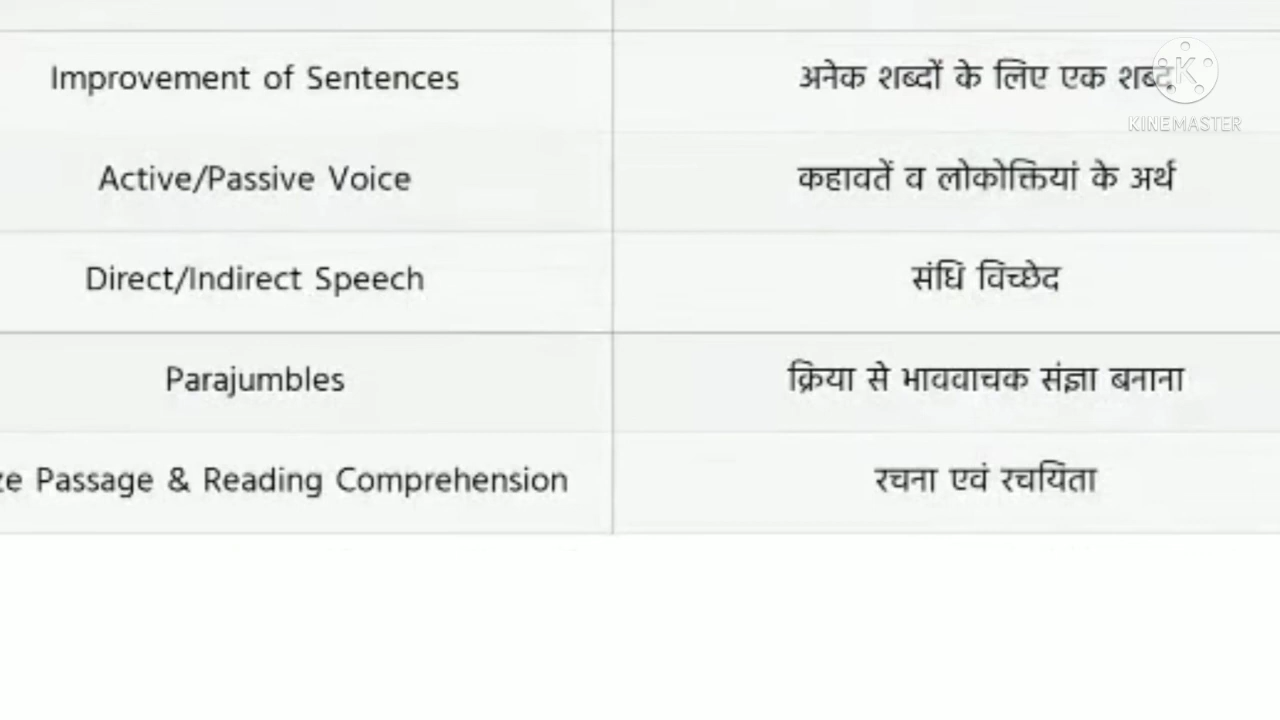 Improvement of Sentences अनेक शब्दों के लिए एक शब्द
KINEMASTER
Active/Passive Voice कहावतें व लोकोक्तियां के अर्थ
Direct/Indirect Speech संधि विच्छेद
Parajumbles क्रिया से भाववाचक संज्ञा बनाना
Passage & Reading Comprehension रचना एवं रचयिता